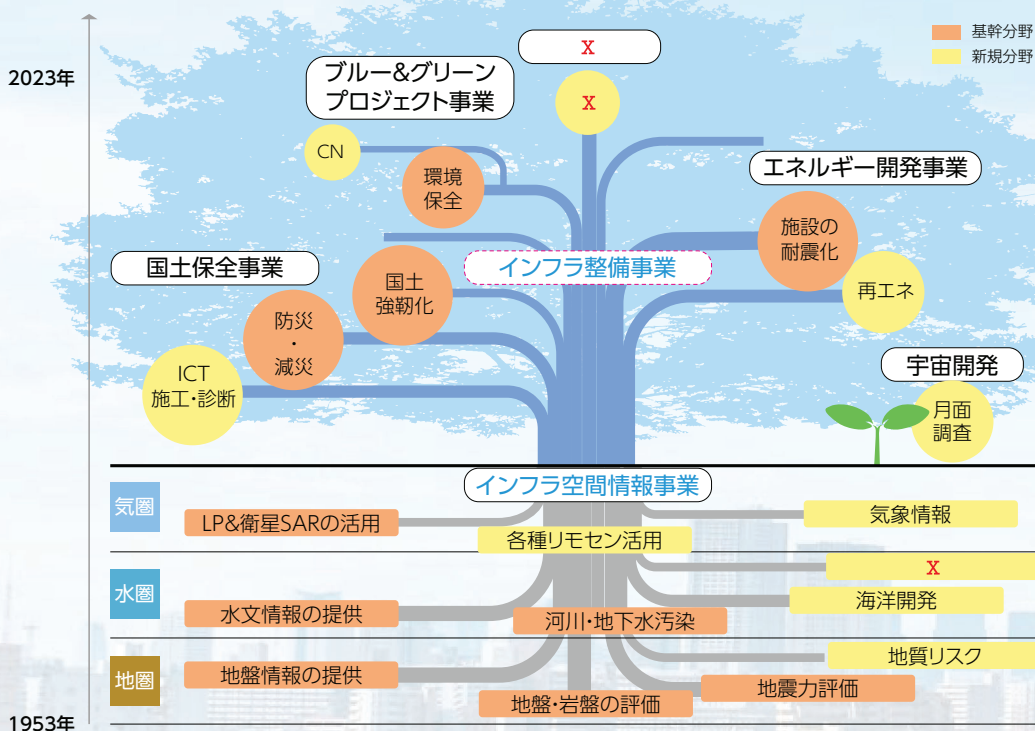 基幹分野
新規分野
2023年
X
X
ブルー&グリーン
プロジェクト事業
CN
環境
保全
エネルギー開発事業
施設の
耐震化
再エネ
国土保全事業
国土
強靭化
インフラ整備事業
防災
・
減災
ICT
施工・診断
宇宙開発
月面
調査
インフラ空間情報事業
気圏
LP&衛星SARの活用
気象情報
各種リモセン活用
X
水圏
海洋開発
水文情報の提供
河川・地下水汚染
地質リスク
地圏
地盤情報の提供
地震力評価
地盤・岩盤の評価
1953年